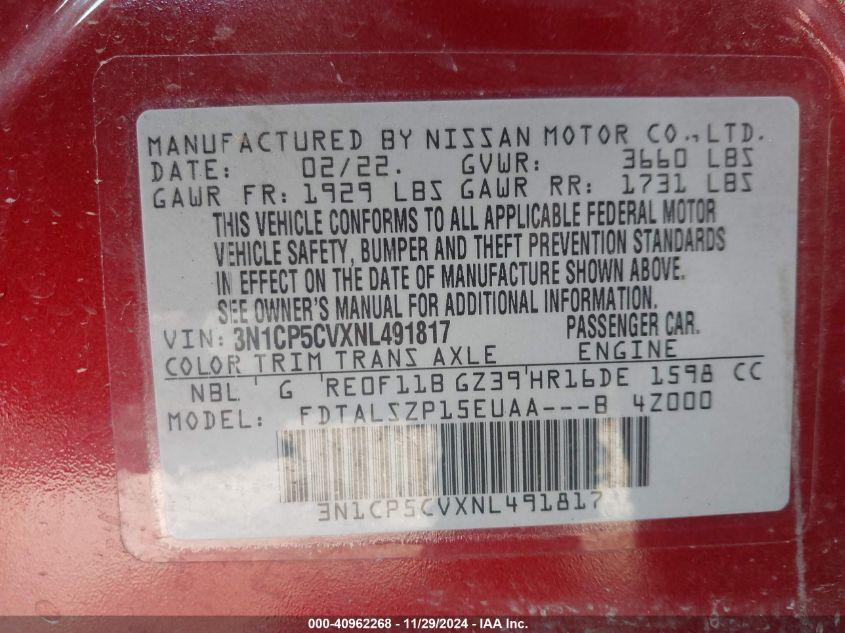 MANUFACTURED BY NISSAN MOTOR CO.,LTD.
DATE: 02/22. GVWR: 3660 LBS
GAWR FR: 1929 LBS GAWR RR: 1731 LBS
THIS VEHICLE CONFORMS TO ALL APPLICABLE FEDERAL MOTOR
VEHICLE SAFETY, BUMPER AND THEFT PREVENTION STANDARDS
IN EFFECT ON THE DATE OF MANUFACTURE SHOWN ABOVE.
SEE OWNER'S MANUAL FOR ADDITIONAL INFORMATION.
VIN: 3N1CP5CVXNL491817 PASSENGER CAR.
COLOR TRIM TRANS AXLE ENGINE
NBL G RE0F11B GZ39 HR16DE 1598 CC
MODEL: FDTALSZP15EUAA---B 4Z000
3N1CP5CVXNL491817
000-40962268 - 11/29/2024 - IAAI.com